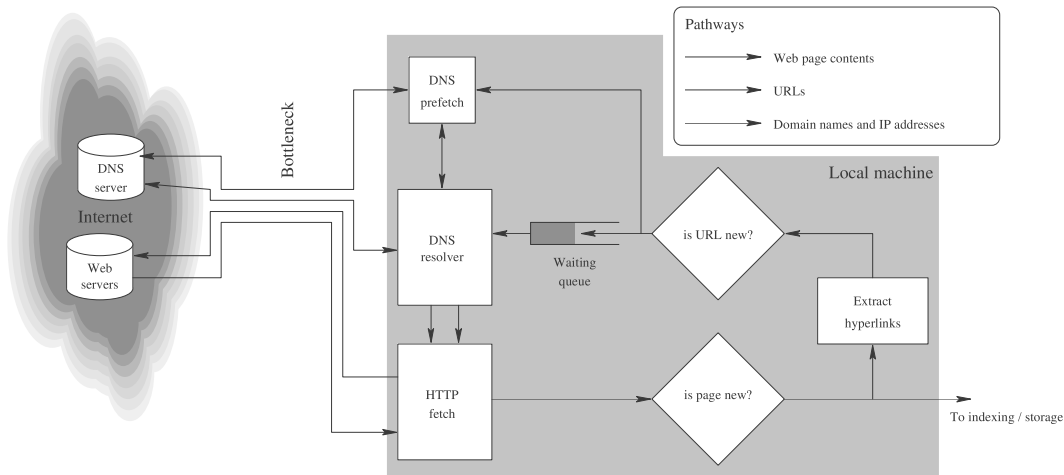 Pathways
Web page contents
URLs
Domain names and IP addresses
DNS
prefetch
Bottleneck
DNS
server
Internet
Web
servers
Local machine
DNS
resolver
Waiting
queue
is URL new?
Extract
hyperlinks
HTTP
fetch
is page new?
To indexing / storage